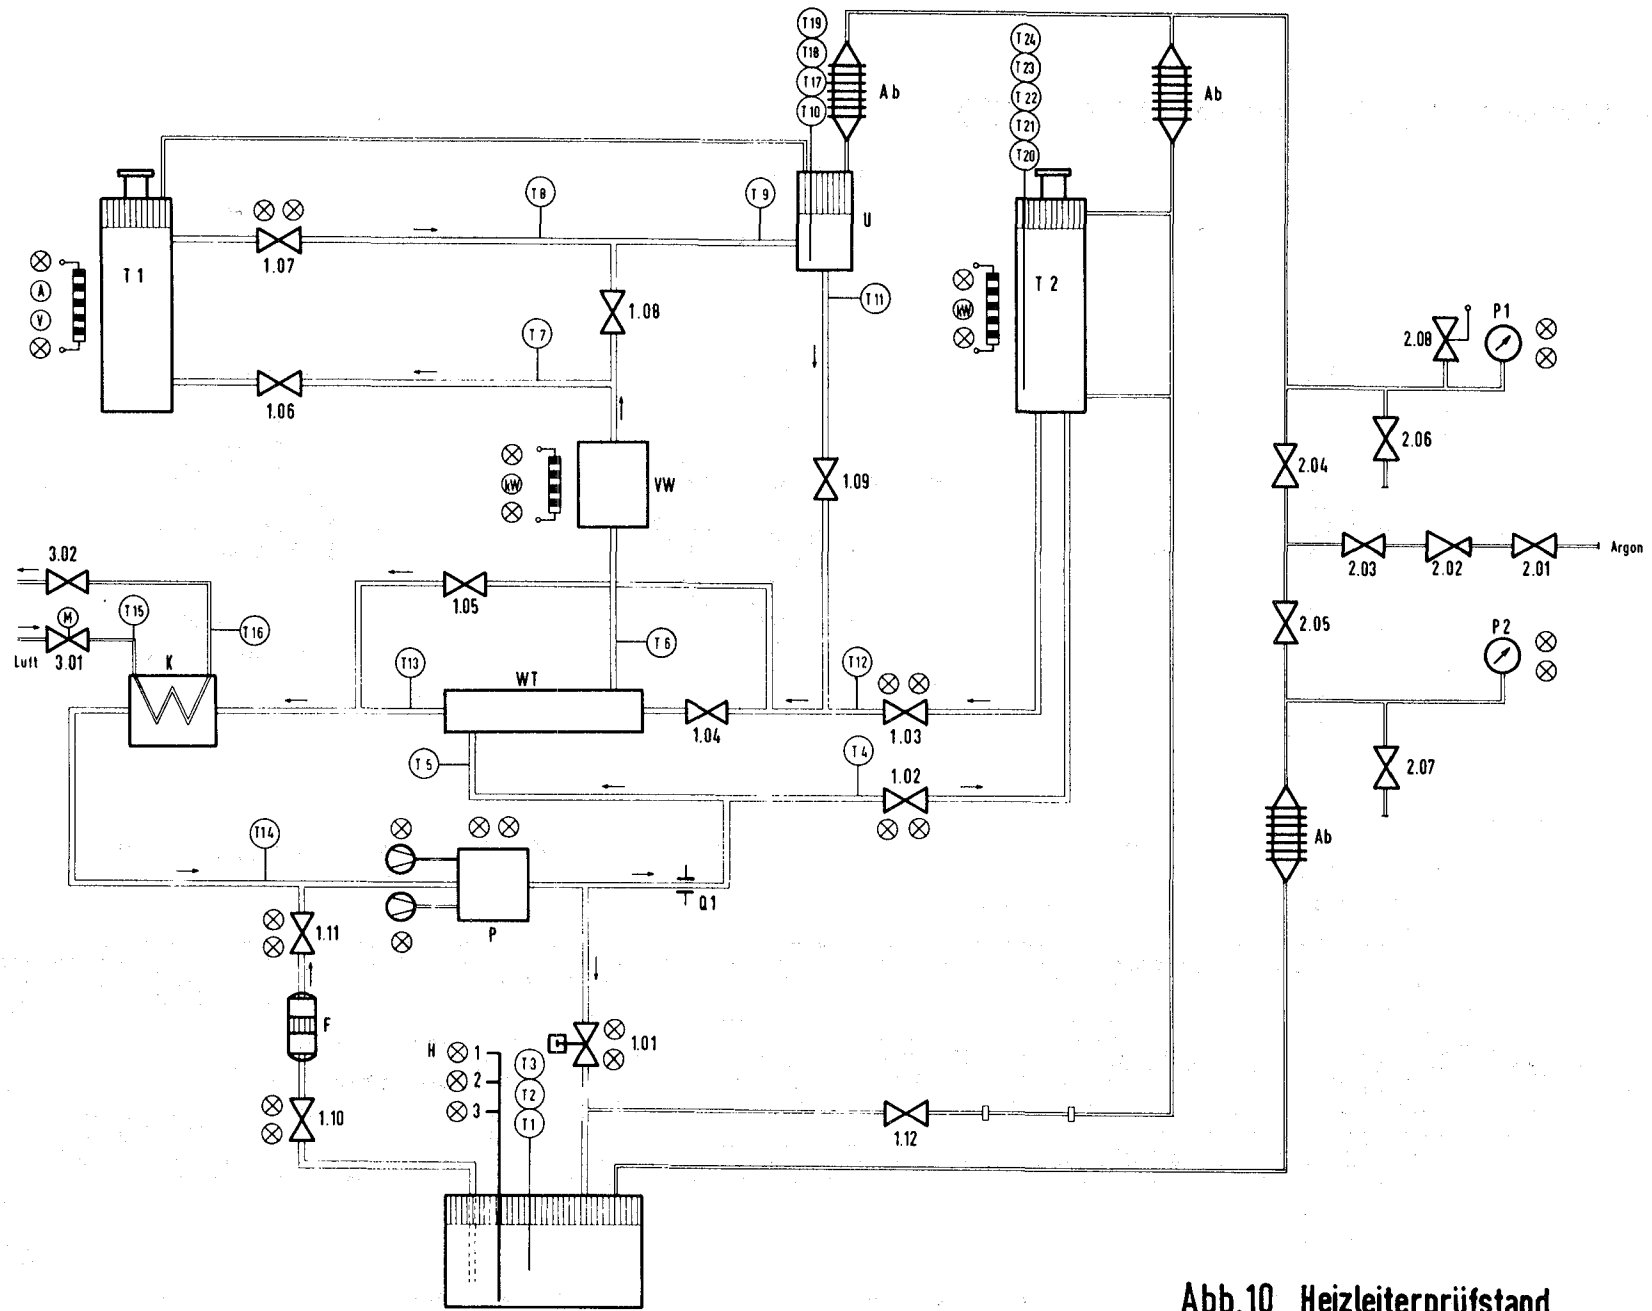 T19
T18
T17
T10
Ab
T24
T23
T22
T21
T20
Ab
T8
T9
U
1.07
T1
A
V
T2
kW
T11
1.08
T7
1.06
P1
2.08
2.06
2.04
kW
VW
1.09
Argon
2.03
2.02
2.01
3.02
1.05
T15
M
T16
Luft
3.01
K
T13
WT
T6
T12
2.05
P2
1.04
1.03
T5
T4
1.02
2.07
T14
Ab
Q1
P
1.11
F
H
1
2
3
T3
T2
T1
1.01
1.10
1.12
Abb.10 Heizleiterprüfstand